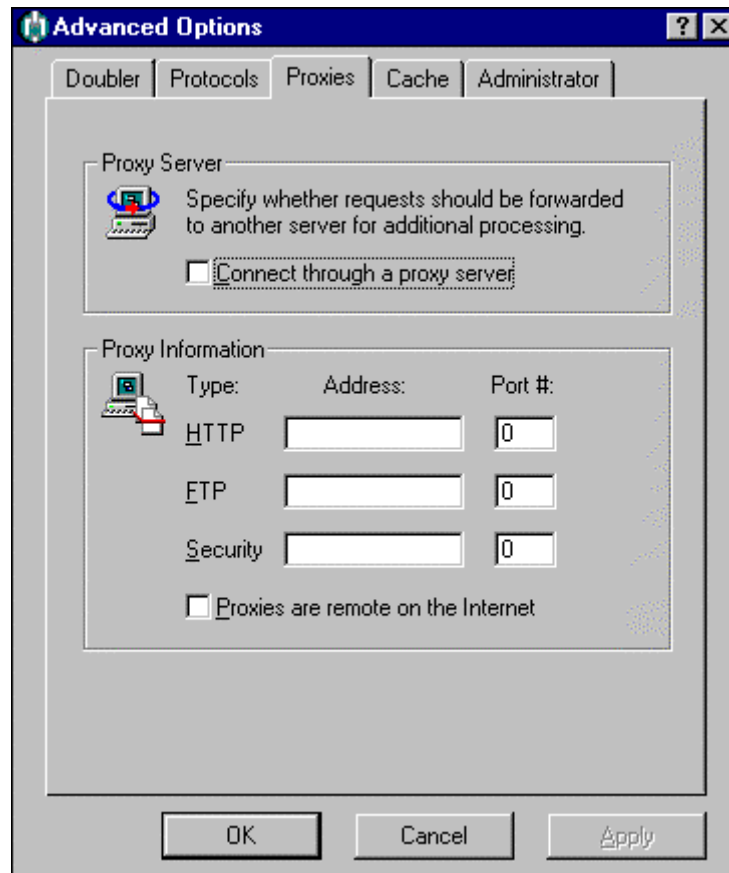 Advanced Options
Doubler Protocols Proxies Cache Administrator
Proxy Server
Specify whether requests should be forwarded
to another server for additional processing.
Connect through a proxy server
Proxy Information
Type: Address: Port #:
HTTP 0
FTP 0
Security 0
Proxies are remote on the Internet
OK Cancel Apply